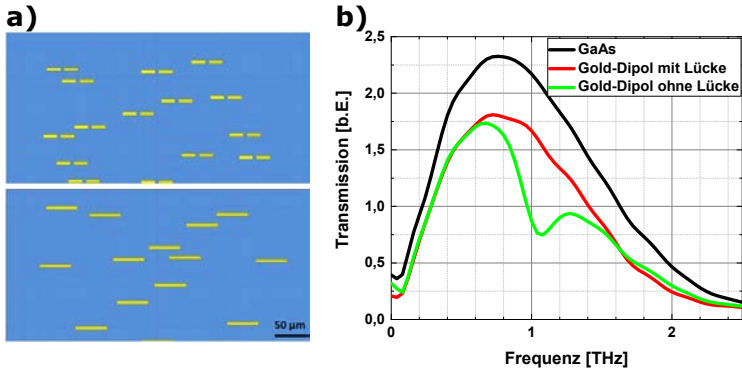 a)
50 µm
b)
GaAs
Gold-Dipol mit Lücke
Gold-Dipol ohne Lücke
Transmission [b.E.]
2,5
2,0
1,5
1,0
0,5
0,0
0
1
2
Frequenz [THz]